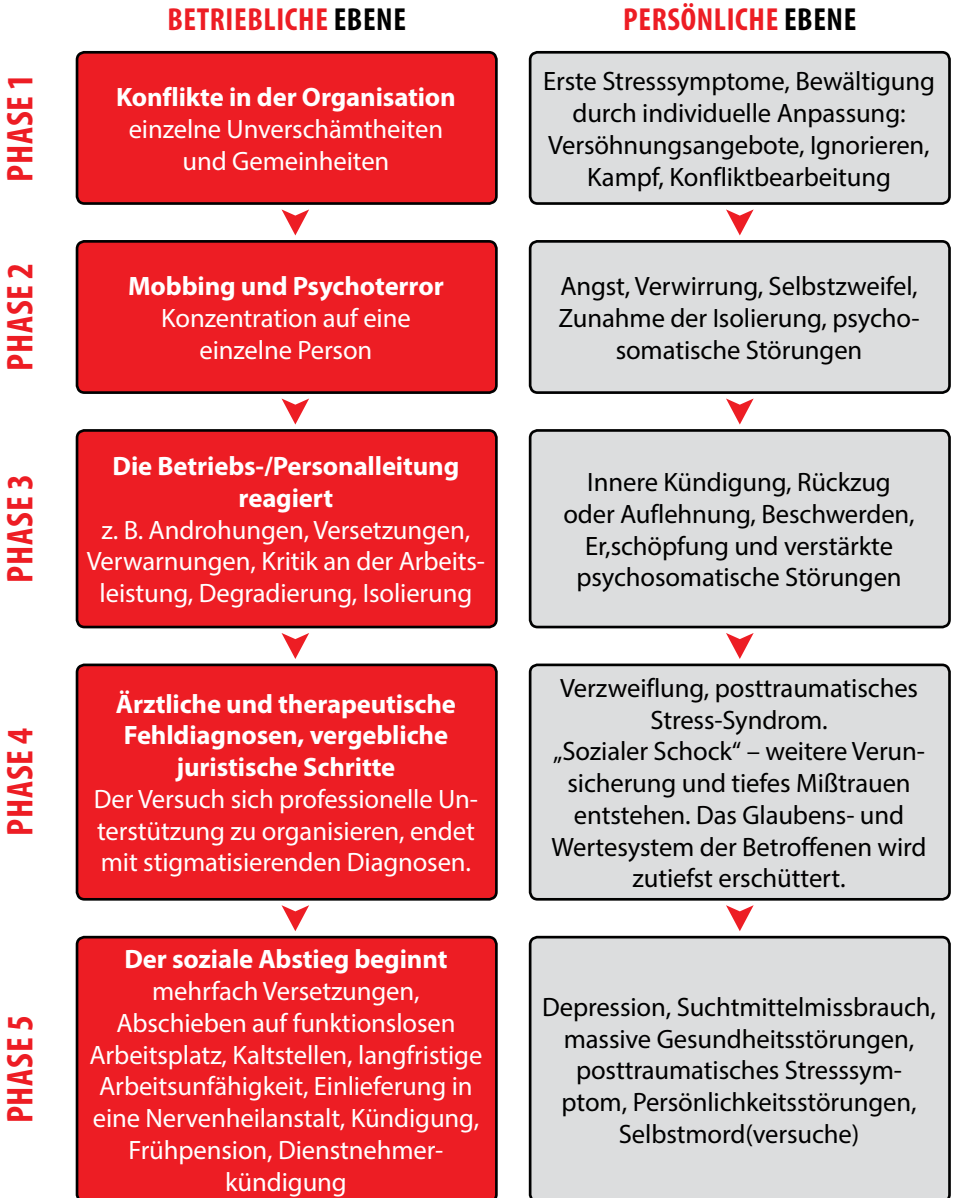 BETRIEBLICHE EBENE
PERSÖNLICHE EBENE
PHASE 1
Konflikte in der Organisation
einzelne Unverschämtheiten
und Gemeinheiten
Erste Stresssymptome, Bewältigung
durch individuelle Anpassung:
Versöhnungsangebote, Ignorieren,
Kampf, Konfliktbearbeitung
PHASE 2
Mobbing und Psychoterror
Konzentration auf eine
einzelne Person
Angst, Verwirrung, Selbstzweifel,
Zunahme der Isolierung, psycho-
somatische Störungen
PHASE 3
Die Betriebs-/Personalleitung
reagiert
z. B. Androhungen, Versetzungen,
Verwarnungen, Kritik an der Arbeits-
leistung, Degradierung, Isolierung
Innere Kündigung, Rückzug
oder Auflehnung, Beschwerden,
Er,schöpfung und verstärkte
psychosomatische Störungen
PHASE 4
Ärztliche und therapeutische
Fehldiagnosen, vergebliche
juristische Schritte
Der Versuch sich professionelle Un-
terstützung zu organisieren, endet
mit stigmatisierenden Diagnosen.
Verzweiflung, posttraumatisches
Stress-Syndrom.
„Sozialer Schock“ – weitere Verun-
sicherung und tiefes Mißtrauen
entstehen. Das Glaubens- und
Wertesystem der Betroffenen wird
zutiefst erschüttert.
PHASE 5
Der soziale Abstieg beginnt
mehrfach Versetzungen,
Abschieben auf funktionslosen
Arbeitsplatz, Kaltstellen, langfristige
Arbeitsunfähigkeit, Einlieferung in
eine Nervenheilanstalt, Kündigung,
Frühpension, Dienstnehmer-
kündigung
Depression, Suchtmittelmissbrauch,
massive Gesundheitsstörungen,
posttraumatisches Stresssym-
ptom, Persönlichkeitsstörungen,
Selbstmord(versuche)